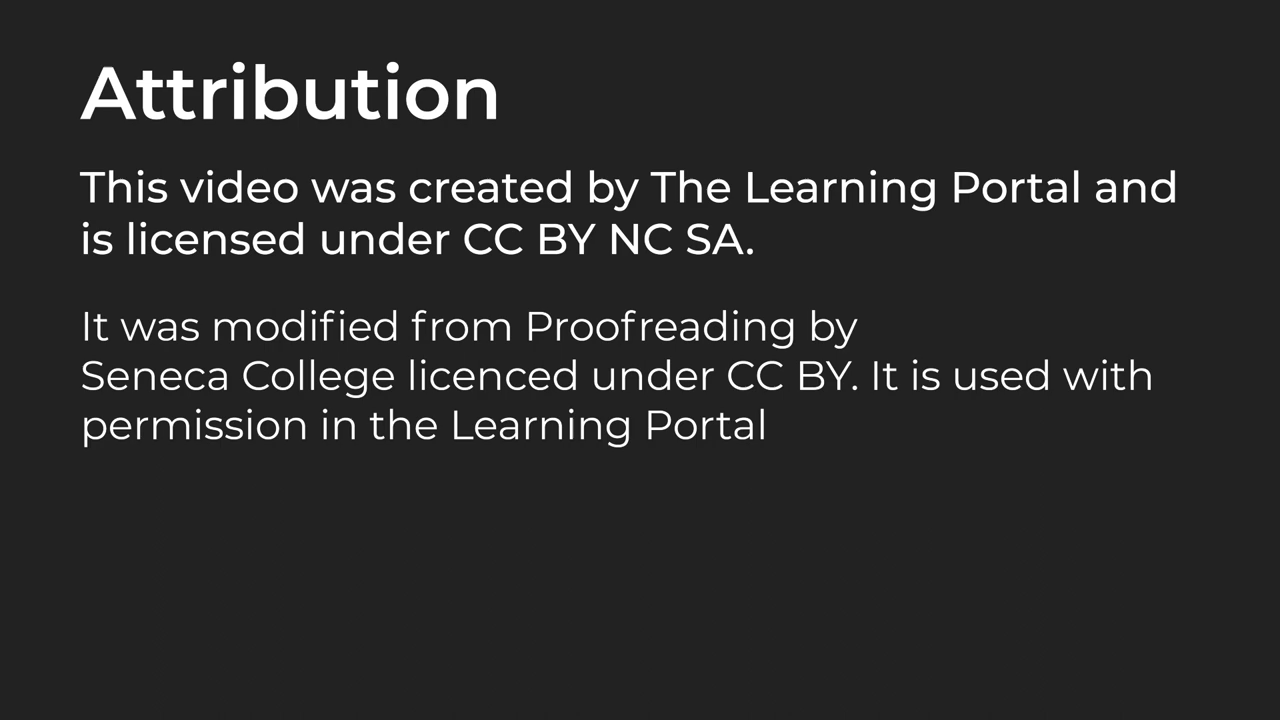 Attribution
This video was created by The Learning Portal and
is licensed under CC BY NC SA.
It was modified from Proofreading by
Seneca College licenced under CC BY. It is used with
permission in the Learning Portal